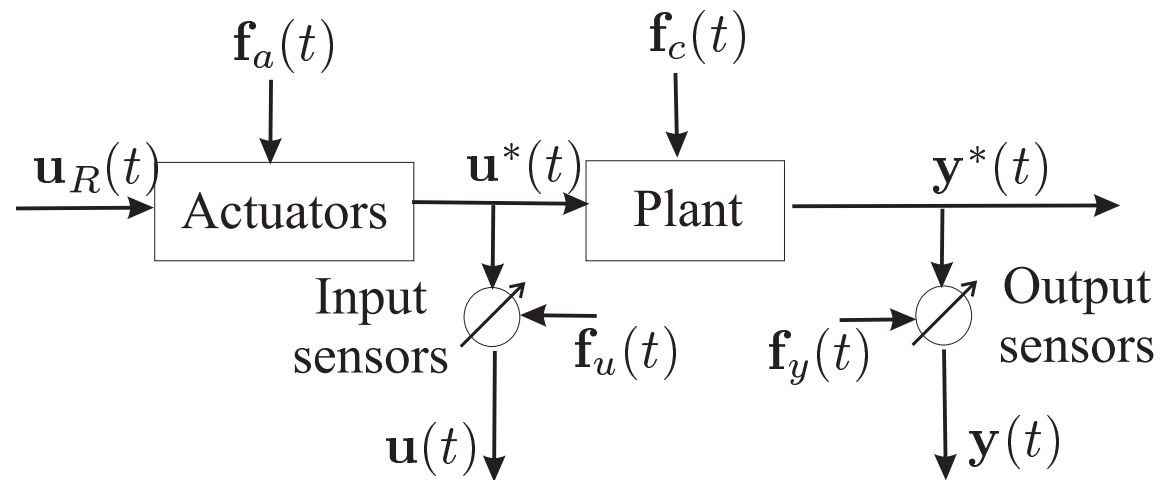 f_a(t)
f_c(t)
u_R(t)
u*(t)
y*(t)
Actuators
Plant
Input
sensors
Output
sensors
f_u(t)
f_y(t)
u(t)
y(t)